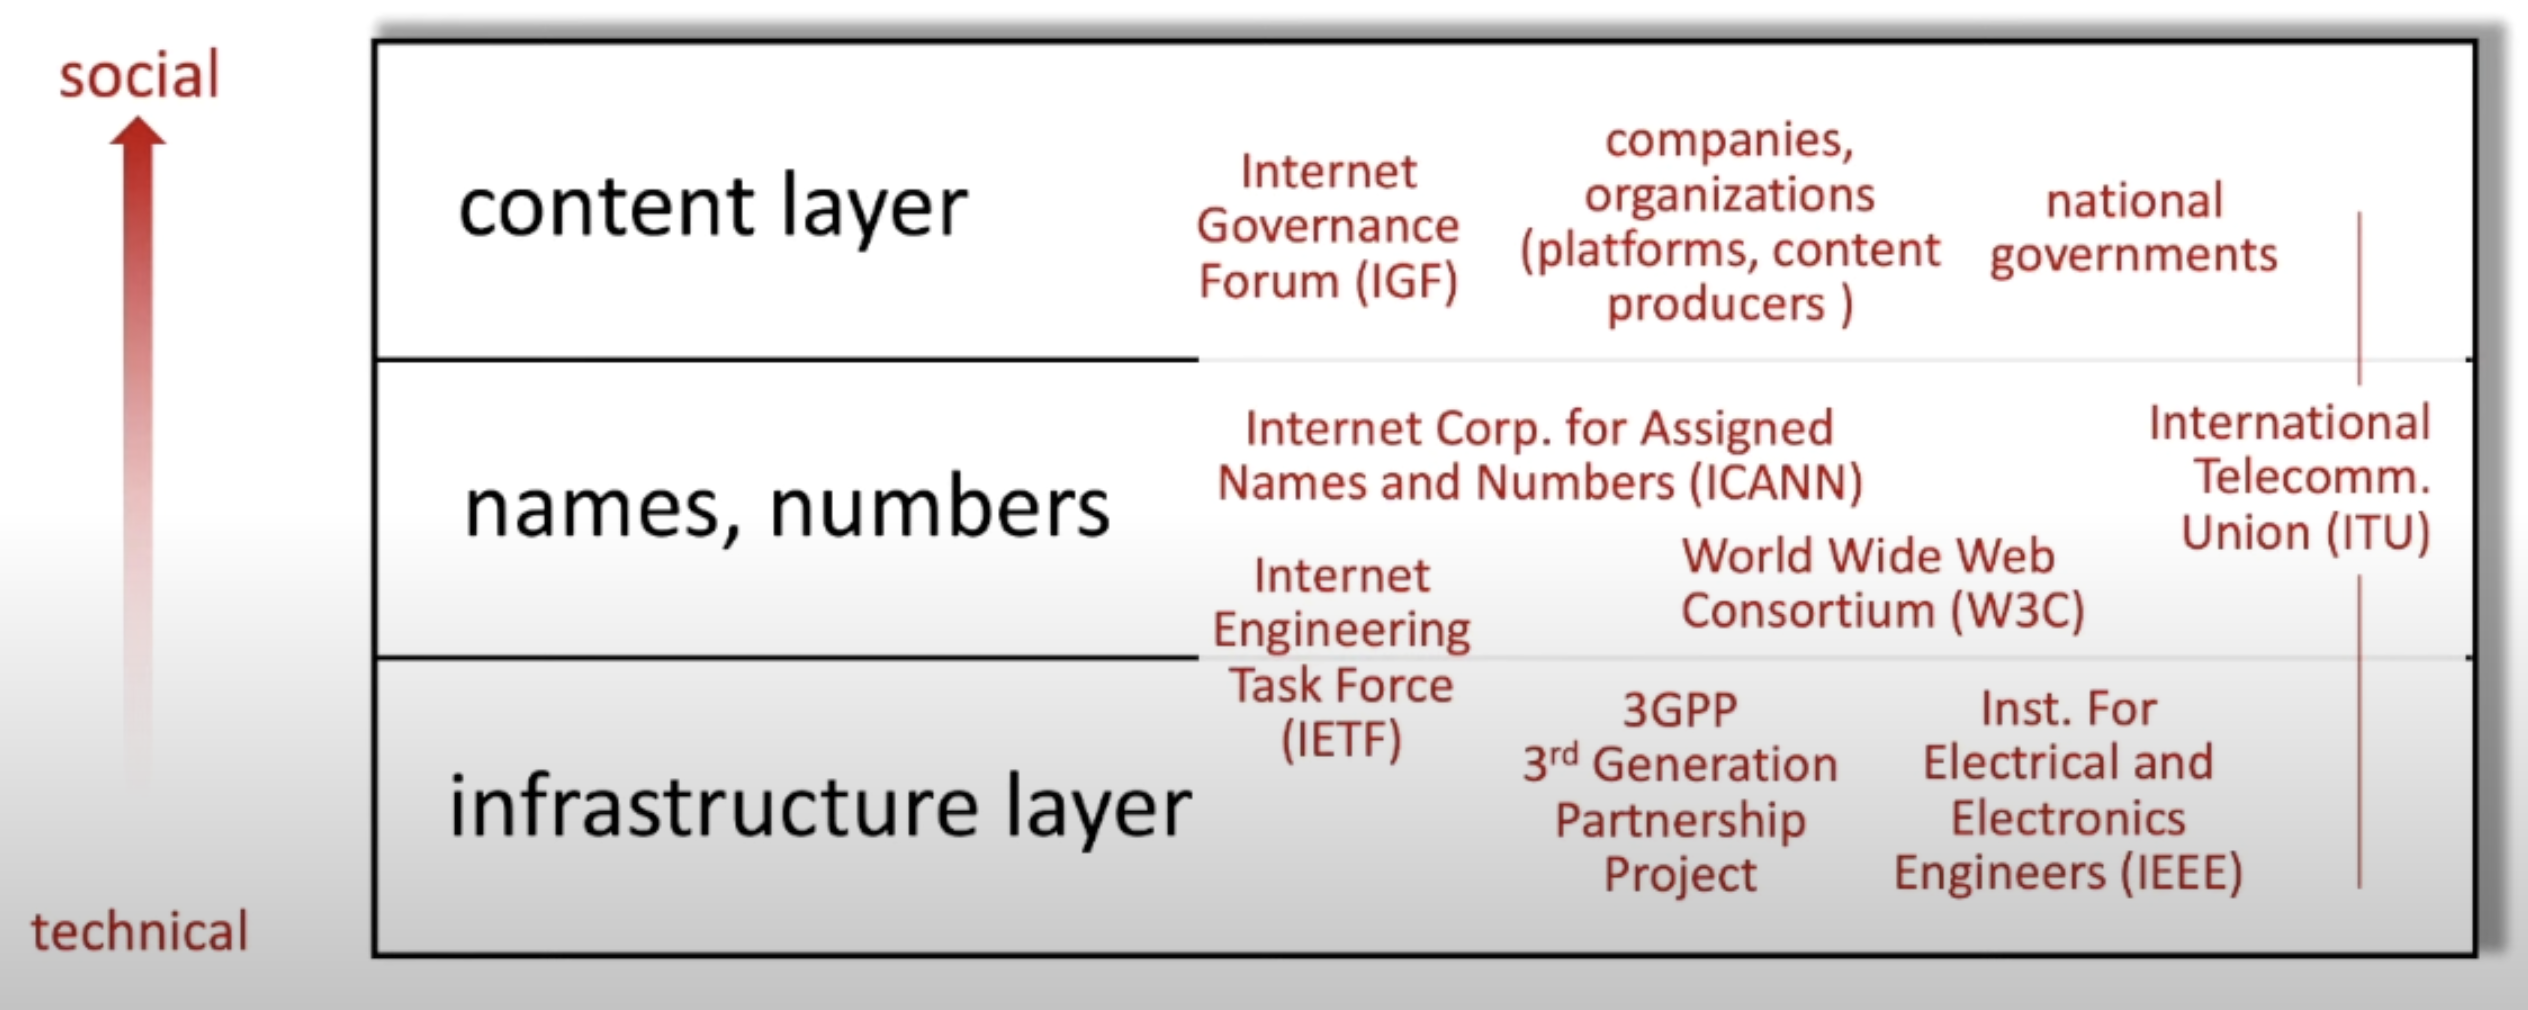 social
technical
content layer
Internet
Governance
Forum (IGF)
companies,
organizations
(platforms, content
producers )
national
governments
names, numbers
Internet Corp. for Assigned
Names and Numbers (ICANN)
World Wide Web
Consortium (W3C)
International
Telecomm.
Union (ITU)
Internet
Engineering
Task Force
(IETF)
infrastructure layer
3GPP
3rd Generation
Partnership
Project
Inst. For
Electrical and
Electronics
Engineers (IEEE)